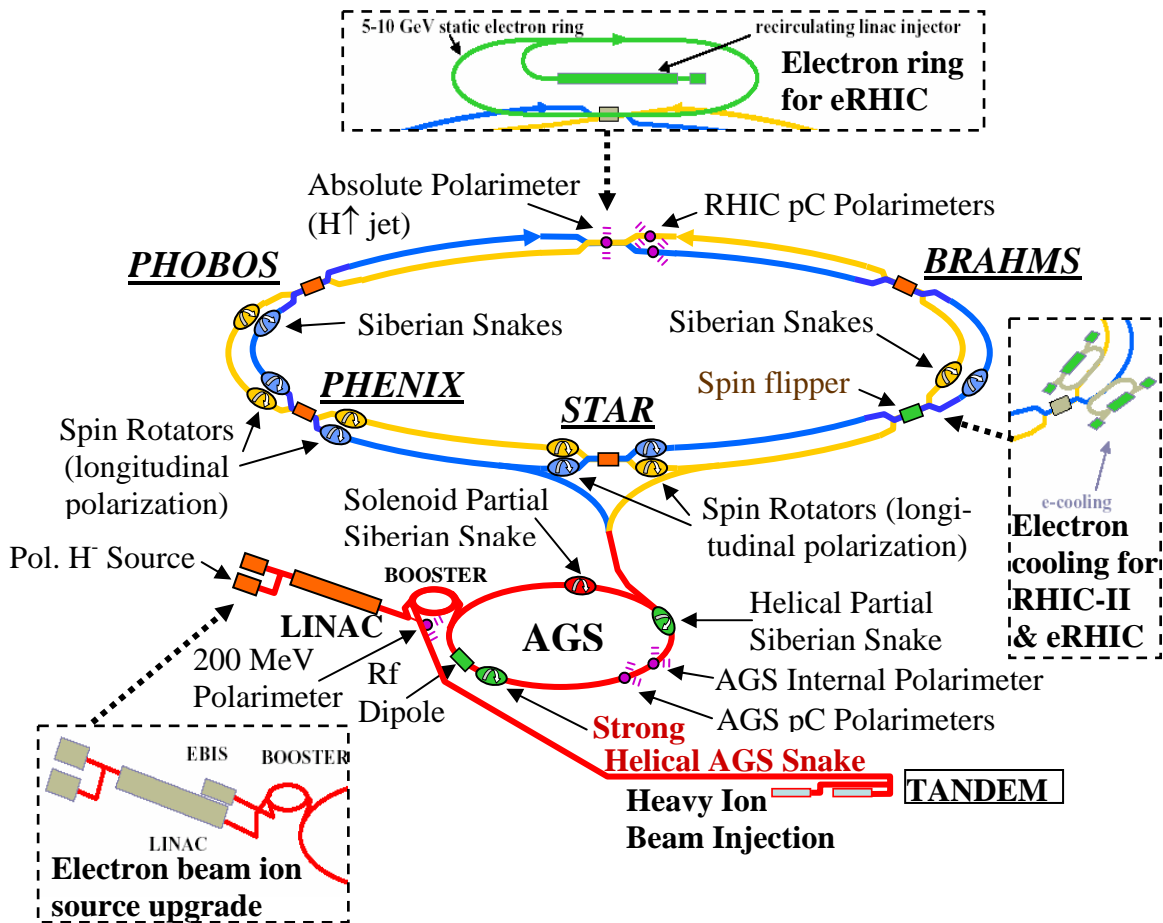 5-10 GeV static electron ring
recirculating linac injector
Electron ring
for eRHIC
Absolute Polarimeter
(H↑ jet)
RHIC pC Polarimeters
PHOBOS
BRAHMS
Siberian Snakes
Siberian Snakes
PHENIX
STAR
Spin flipper
Spin Rotators
(longitudinal
polarization)
Solenoid Partial
Siberian Snake
Spin Rotators (longi-
tudinal polarization)
e-cooling
Electron
cooling for
RHIC-II
& eRHIC
Pol. H⁻ Source
BOOSTER
LINAC
AGS
Helical Partial
Siberian Snake
200 MeV
Polarimeter
Rf
Dipole
AGS Internal Polarimeter
AGS pC Polarimeters
Strong
Helical AGS Snake
TANDEM
Heavy Ion
Beam Injection
EBIS
BOOSTER
LINAC
Electron beam ion
source upgrade